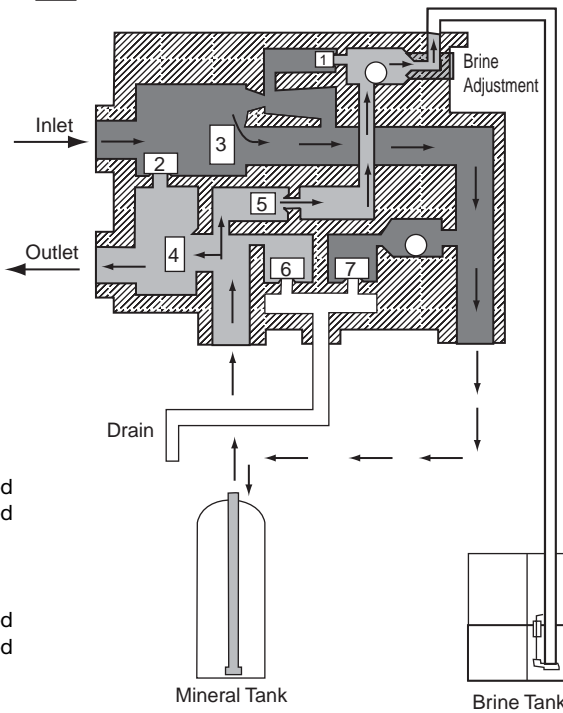 1
Brine
Adjustment
Inlet
3
2
5
Outlet
4
6
7
Drain
d
d
d
d
Mineral Tank
Brine Tank